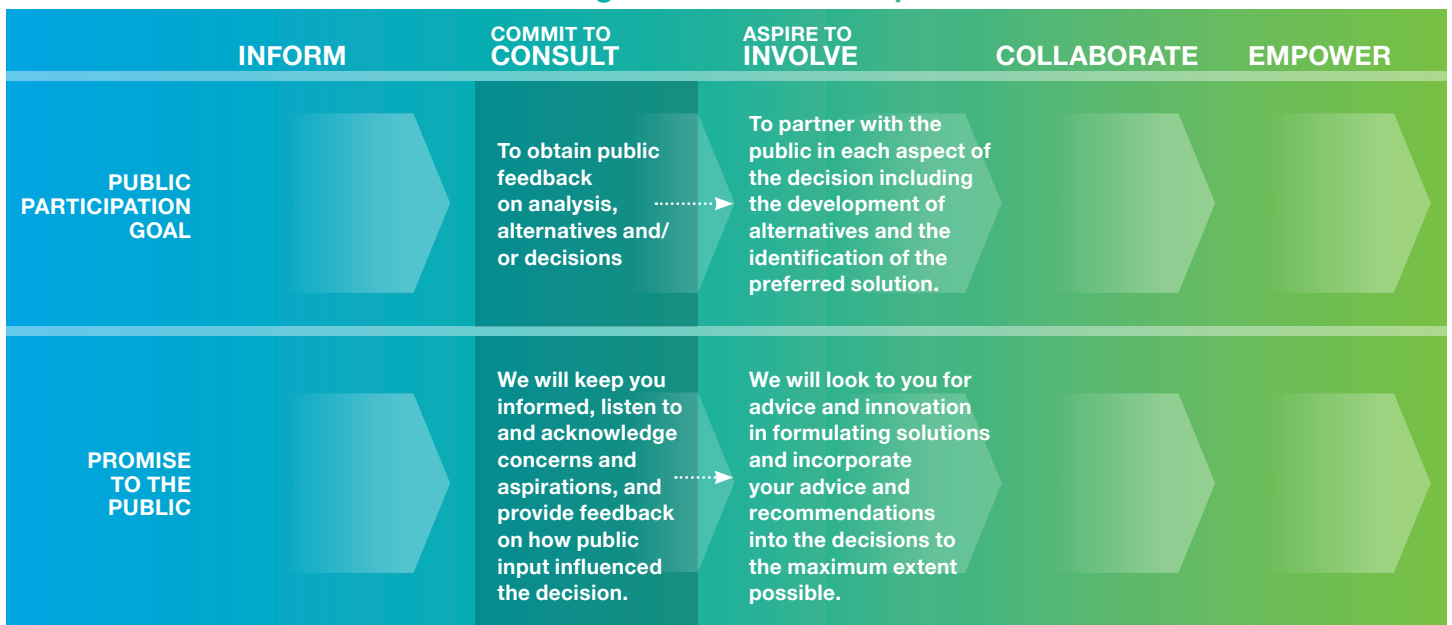 INFORM
COMMIT TO
CONSULT
ASPIRE TO
INVOLVE
COLLABORATE
EMPOWER
PUBLIC
PARTICIPATION
GOAL
To obtain public
feedback
on analysis,
alternatives and/
or decisions
To partner with the
public in each aspect of
the decision including
the development of
alternatives and the
identification of the
preferred solution.
PROMISE
TO THE
PUBLIC
We will keep you
informed, listen to
and acknowledge
concerns and
aspirations, and
provide feedback
on how public
input influenced
the decision.
We will look to you for
advice and innovation
in formulating solutions
and incorporate
your advice and
recommendations
into the decisions to
the maximum extent
possible.